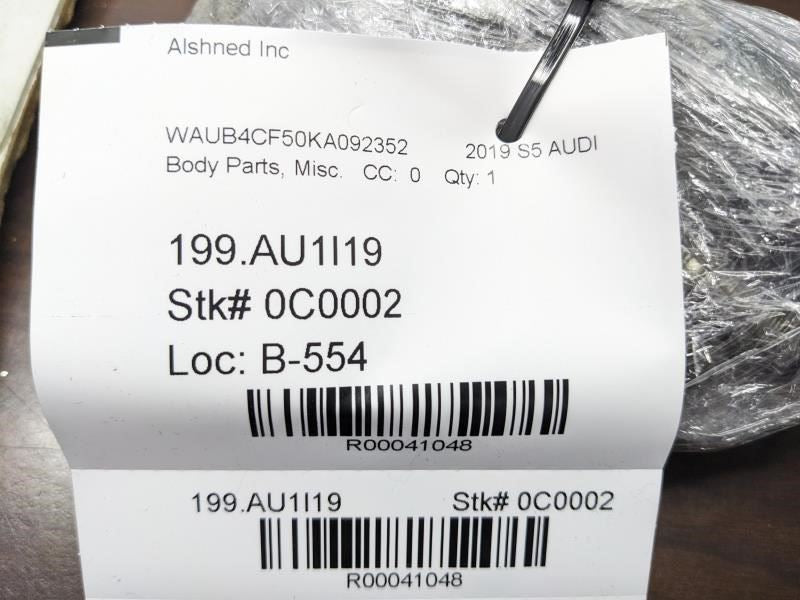 Alshned Inc
WAUB4CF50KA092352 2019 S5 AUDI
Body Parts, Misc. CC: 0 Qty: 1
199.AU1I19
Stk# 0C0002
Loc: B-554
R00041048
199.AU1I19 Stk# 0C0002
R00041048